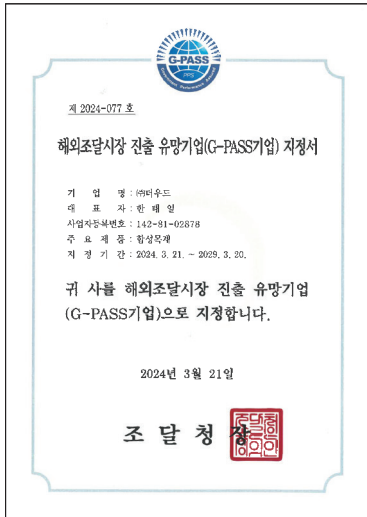 G-PASS
PPS
제 2024-077 호
해외조달시장 진출 유망기업(G-PASS기업) 지정서
기 업 명 : ㈜더우드
대 표 자 : 한 태 일
사업자등록번호 : 142-81-02878
주 요 제 품 : 합성목재
지 정 기 간 : 2024. 3. 21. ~ 2029. 3. 20.
귀 사를 해외조달시장 진출 유망기업
(G-PASS기업)으로 지정합니다.
2024년 3월 21일
조 달 청 장